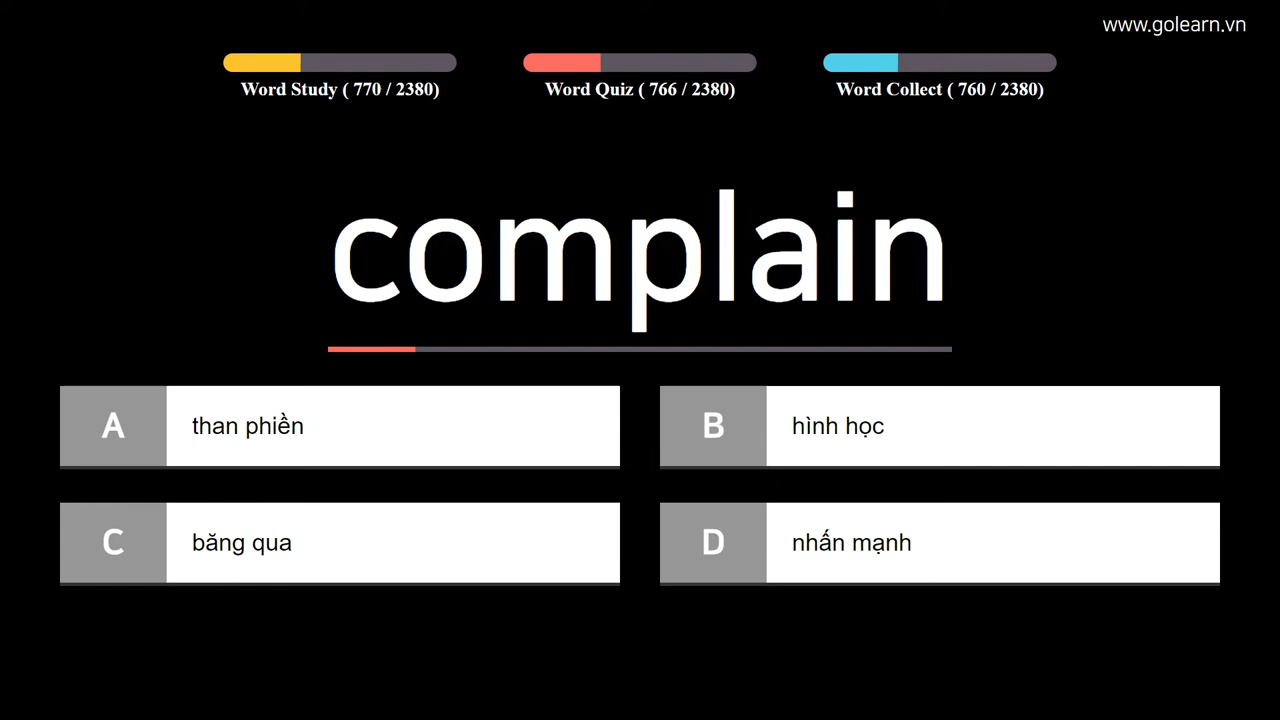 www.golearn.vn
Word Study ( 770 / 2380)
Word Quiz ( 766 / 2380)
Word Collect ( 760 / 2380)
complain
A than phiền
B hình học
C băng qua
D nhấn mạnh